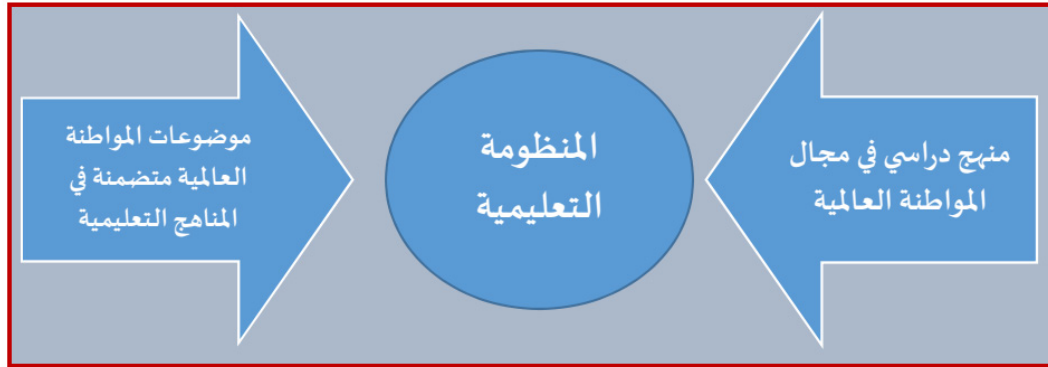 منهج دراسي في مجال
المواطنة العالمية
المنظومة
التعليمية
موضوعات المواطنة
العالمية متضمنة في
المناهج التعليمية